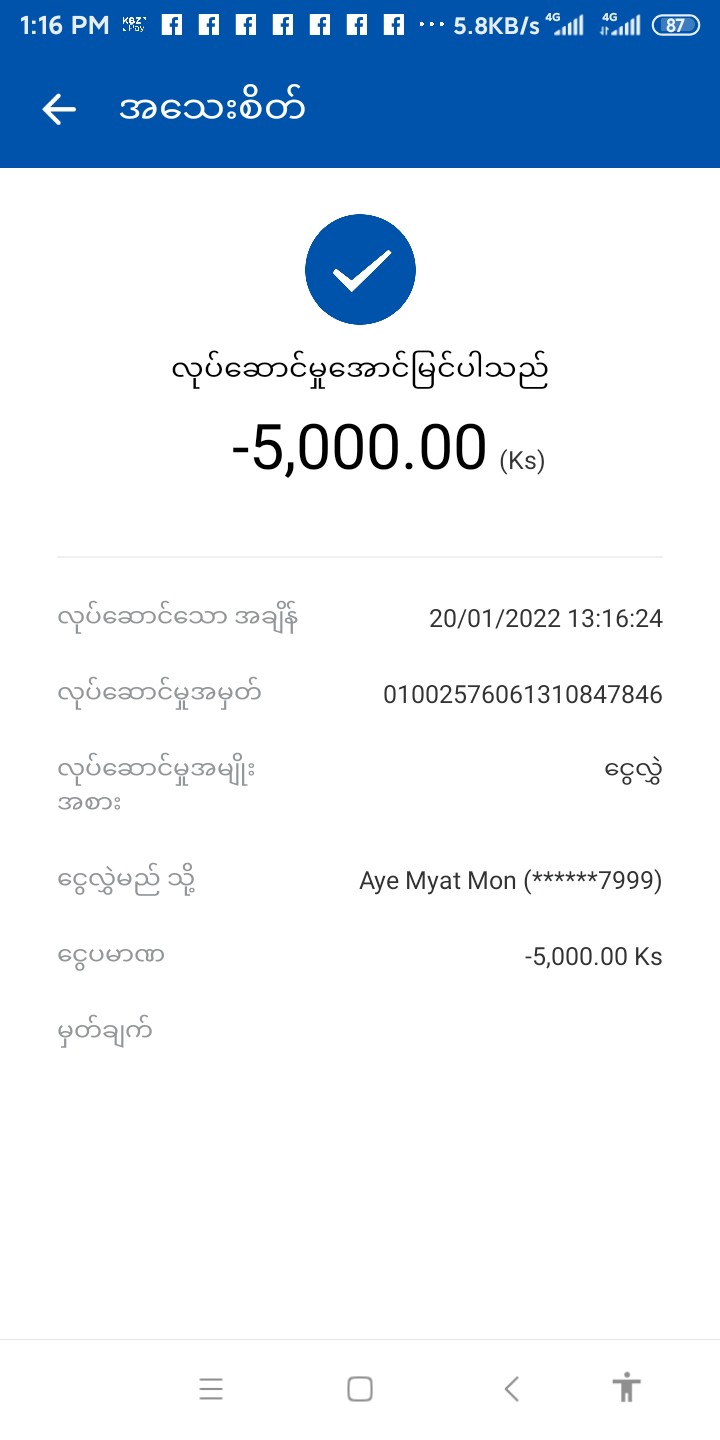 1:16 PM KBZ Pay 5.8KB/s 4G 4G 87
အသေးစိတ်
လုပ်ဆောင်မှုအောင်မြင်ပါသည်
-5,000.00 (Ks)
လုပ်ဆောင်သော အချိန် 20/01/2022 13:16:24
လုပ်ဆောင်မှုအမှတ် 01002576061310847846
လုပ်ဆောင်မှုအမျိုး ငွေလွှဲ
အစား
ငွေလွှဲမည် သို့ Aye Myat Mon (******7999)
ငွေပမာဏ -5,000.00 Ks
မှတ်ချက်